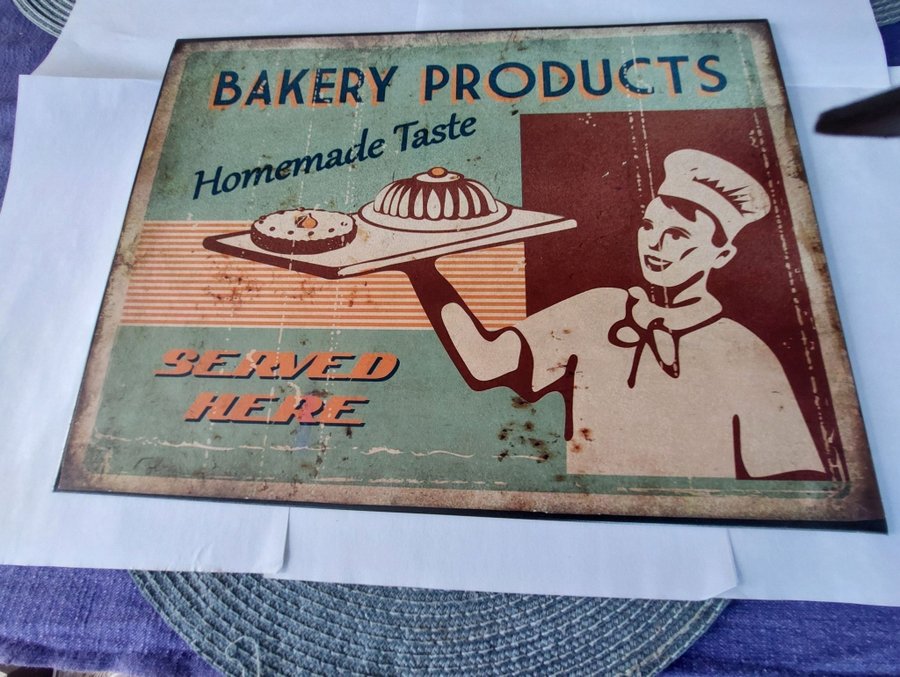 BAKERY PRODUCTS
Homemade Taste
SERVED
HERE